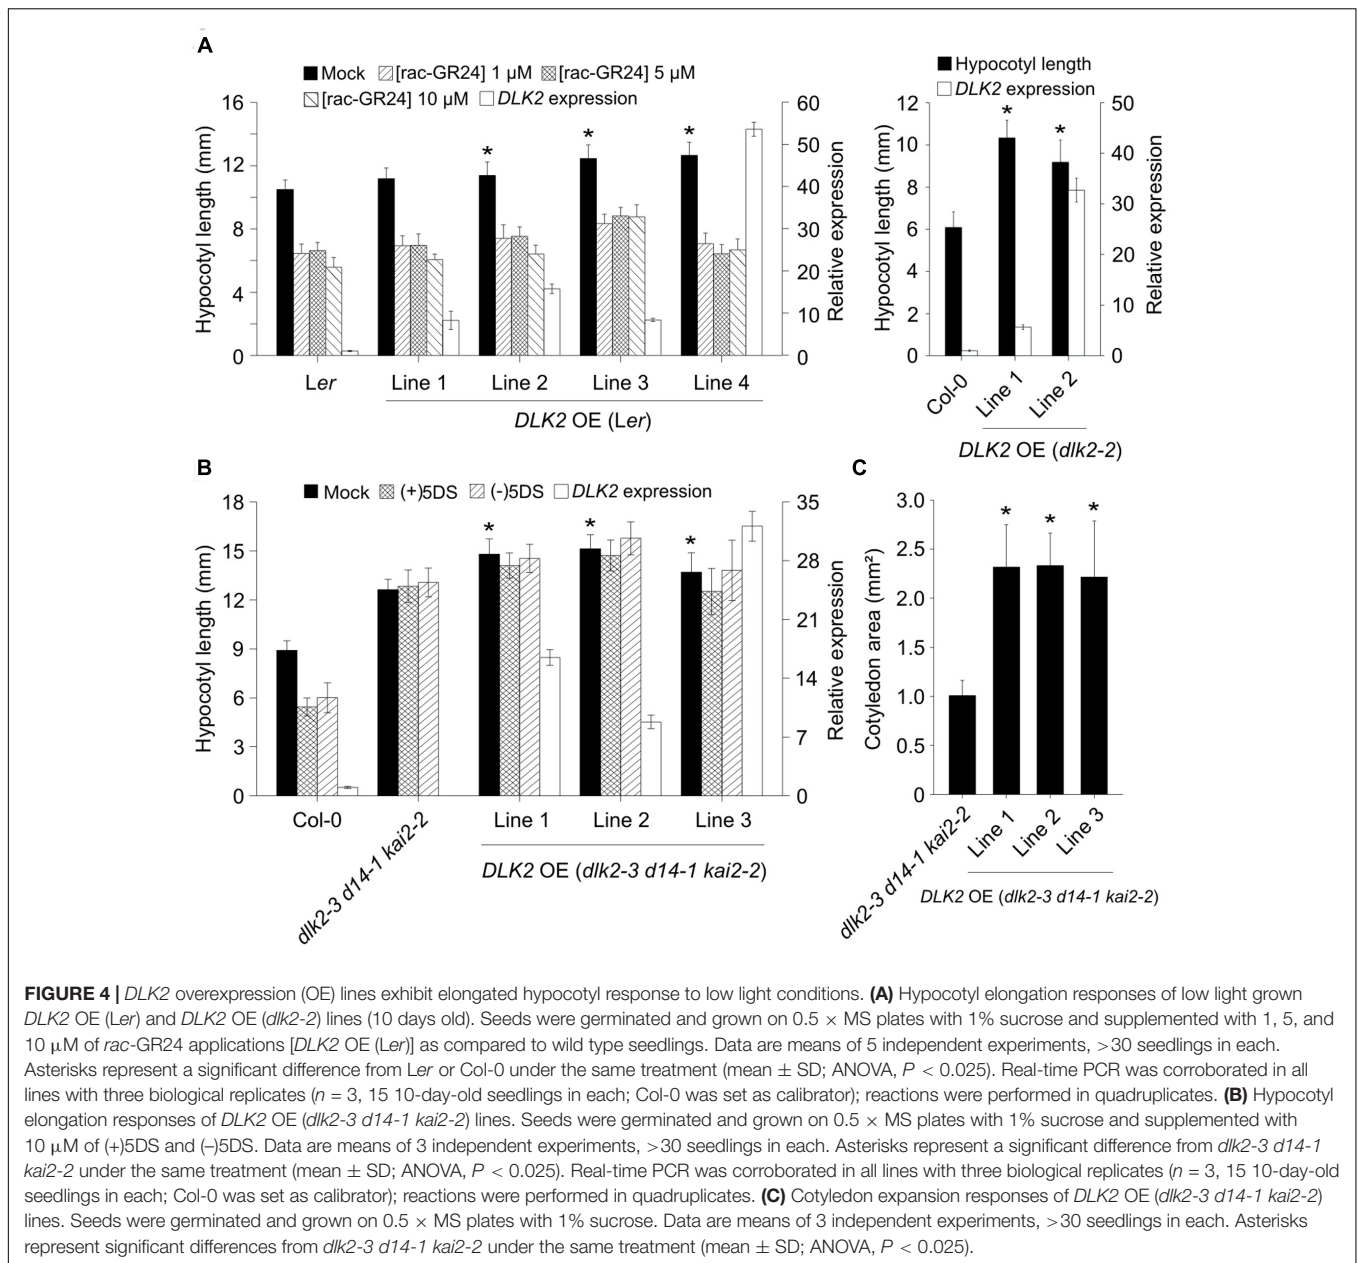 A
Mock [rac-GR24] 1 µM [rac-GR24] 5 µM
[rac-GR24] 10 µM DLK2 expression
16
12
8
4
0
Hypocotyl length (mm)
60
50
40
30
20
10
0
Relative expression
* * *
Ler Line 1 Line 2 Line 3 Line 4
DLK2 OE (Ler)
Hypocotyl length
DLK2 expression
12
10
8
6
4
2
0
Hypocotyl length (mm)
50
40
30
20
10
0
Relative expression
* *
Col-0 Line 1 Line 2
DLK2 OE (dlk2-2)
B
Mock (+)5DS (-)5DS DLK2 expression
18
15
12
9
6
3
0
Hypocotyl length (mm)
35
28
21
14
7
0
Relative expression
* * *
Col-0 dlk2-3 d14-1 kai2-2 Line 1 Line 2 Line 3
DLK2 OE (dlk2-3 d14-1 kai2-2)
C
3.0
2.5
2.0
1.5
1.0
0.5
0
Cotyledon area (mm²)
* * *
dlk2-3 d14-1 kai2-2 Line 1 Line 2 Line 3
DLK2 OE (dlk2-3 d14-1 kai2-2)
FIGURE 4 | DLK2 overexpression (OE) lines exhibit elongated hypocotyl response to low light conditions. (A) Hypocotyl elongation responses of low light grown
DLK2 OE (Ler) and DLK2 OE (dlk2-2) lines (10 days old). Seeds were germinated and grown on 0.5 × MS plates with 1% sucrose and supplemented with 1, 5, and
10 µM of rac-GR24 applications [DLK2 OE (Ler)] as compared to wild type seedlings. Data are means of 5 independent experiments, >30 seedlings in each.
Asterisks represent a significant difference from Ler or Col-0 under the same treatment (mean ± SD; ANOVA, P < 0.025). Real-time PCR was corroborated in all
lines with three biological replicates (n = 3, 15 10-day-old seedlings in each; Col-0 was set as calibrator); reactions were performed in quadruplicates. (B) Hypocotyl
elongation responses of DLK2 OE (dlk2-3 d14-1 kai2-2) lines. Seeds were germinated and grown on 0.5 × MS plates with 1% sucrose and supplemented with
10 µM of (+)5DS and (–)5DS. Data are means of 3 independent experiments, >30 seedlings in each. Asterisks represent a significant difference from dlk2-3 d14-1
kai2-2 under the same treatment (mean ± SD; ANOVA, P < 0.025). Real-time PCR was corroborated in all lines with three biological replicates (n = 3, 15 10-day-old
seedlings in each; Col-0 was set as calibrator); reactions were performed in quadruplicates. (C) Cotyledon expansion responses of DLK2 OE (dlk2-3 d14-1 kai2-2)
lines. Seeds were germinated and grown on 0.5 × MS plates with 1% sucrose. Data are means of 3 independent experiments, >30 seedlings in each. Asterisks
represent significant differences from dlk2-3 d14-1 kai2-2 under the same treatment (mean ± SD; ANOVA, P < 0.025).